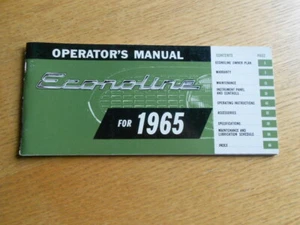 OPERATOR'S MANUAL
Econoline
FOR 1965
CONTENTS PAGE
ECONOLINE OWNER PLAN
WARRANTY
MAINTENANCE
INSTRUMENT PANEL
AND CONTROLS
OPERATING INSTRUCTIONS
ACCESSORIES
SPECIFICATIONS
MAINTENANCE AND
LUBRICATION SCHEDULE
INDEX